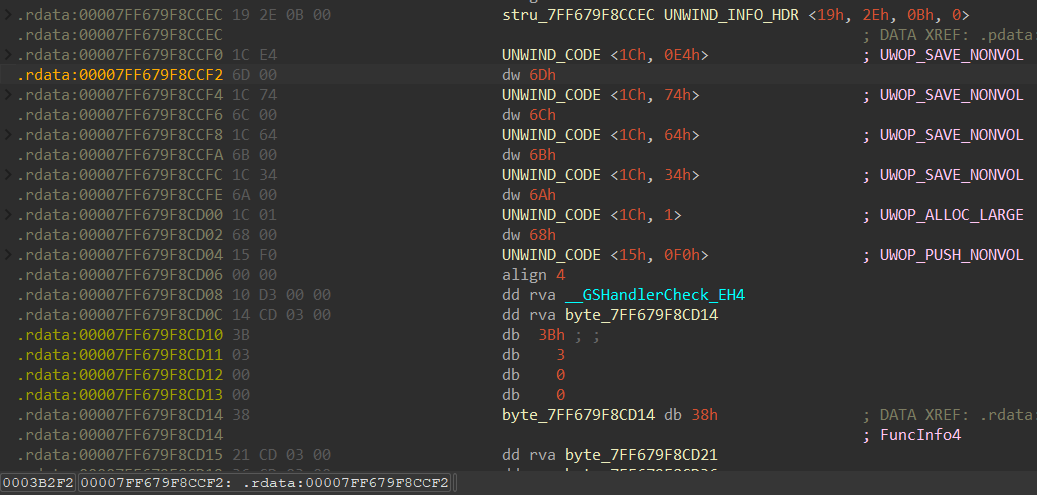 .rdata:00007FF679F8CCEC 19 2E 0B 00 stru_7FF679F8CCEC UNWIND_INFO_HDR <19h, 2Eh, 0Bh, 0>
.rdata:00007FF679F8CCEC ; DATA XREF: .pdata:
.rdata:00007FF679F8CCF0 1C E4 UNWIND_CODE <1Ch, 0E4h> ; UWOP_SAVE_NONVOL
.rdata:00007FF679F8CCF2 6D 00 dw 6Dh
.rdata:00007FF679F8CCF4 1C 74 UNWIND_CODE <1Ch, 74h> ; UWOP_SAVE_NONVOL
.rdata:00007FF679F8CCF6 6C 00 dw 6Ch
.rdata:00007FF679F8CCF8 1C 64 UNWIND_CODE <1Ch, 64h> ; UWOP_SAVE_NONVOL
.rdata:00007FF679F8CCFA 6B 00 dw 6Bh
.rdata:00007FF679F8CCFC 1C 34 UNWIND_CODE <1Ch, 34h> ; UWOP_SAVE_NONVOL
.rdata:00007FF679F8CCFE 6A 00 dw 6Ah
.rdata:00007FF679F8CD00 1C 01 UNWIND_CODE <1Ch, 1> ; UWOP_ALLOC_LARGE
.rdata:00007FF679F8CD02 68 00 dw 68h
.rdata:00007FF679F8CD04 15 F0 UNWIND_CODE <15h, 0F0h> ; UWOP_PUSH_NONVOL
.rdata:00007FF679F8CD06 00 00 align 4
.rdata:00007FF679F8CD08 10 D3 00 00 dd rva __GSHandlerCheck_EH4
.rdata:00007FF679F8CD0C 14 CD 03 00 dd rva byte_7FF679F8CD14
.rdata:00007FF679F8CD10 3B db 3Bh ; ;
.rdata:00007FF679F8CD11 03 db 3
.rdata:00007FF679F8CD12 00 db 0
.rdata:00007FF679F8CD13 00 db 0
.rdata:00007FF679F8CD14 38 byte_7FF679F8CD14 db 38h ; DATA XREF: .rdata:
.rdata:00007FF679F8CD14 ; FuncInfo4
.rdata:00007FF679F8CD15 21 CD 03 00 dd rva byte_7FF679F8CD21
0003B2F2 00007FF679F8CCF2: .rdata:00007FF679F8CCF2